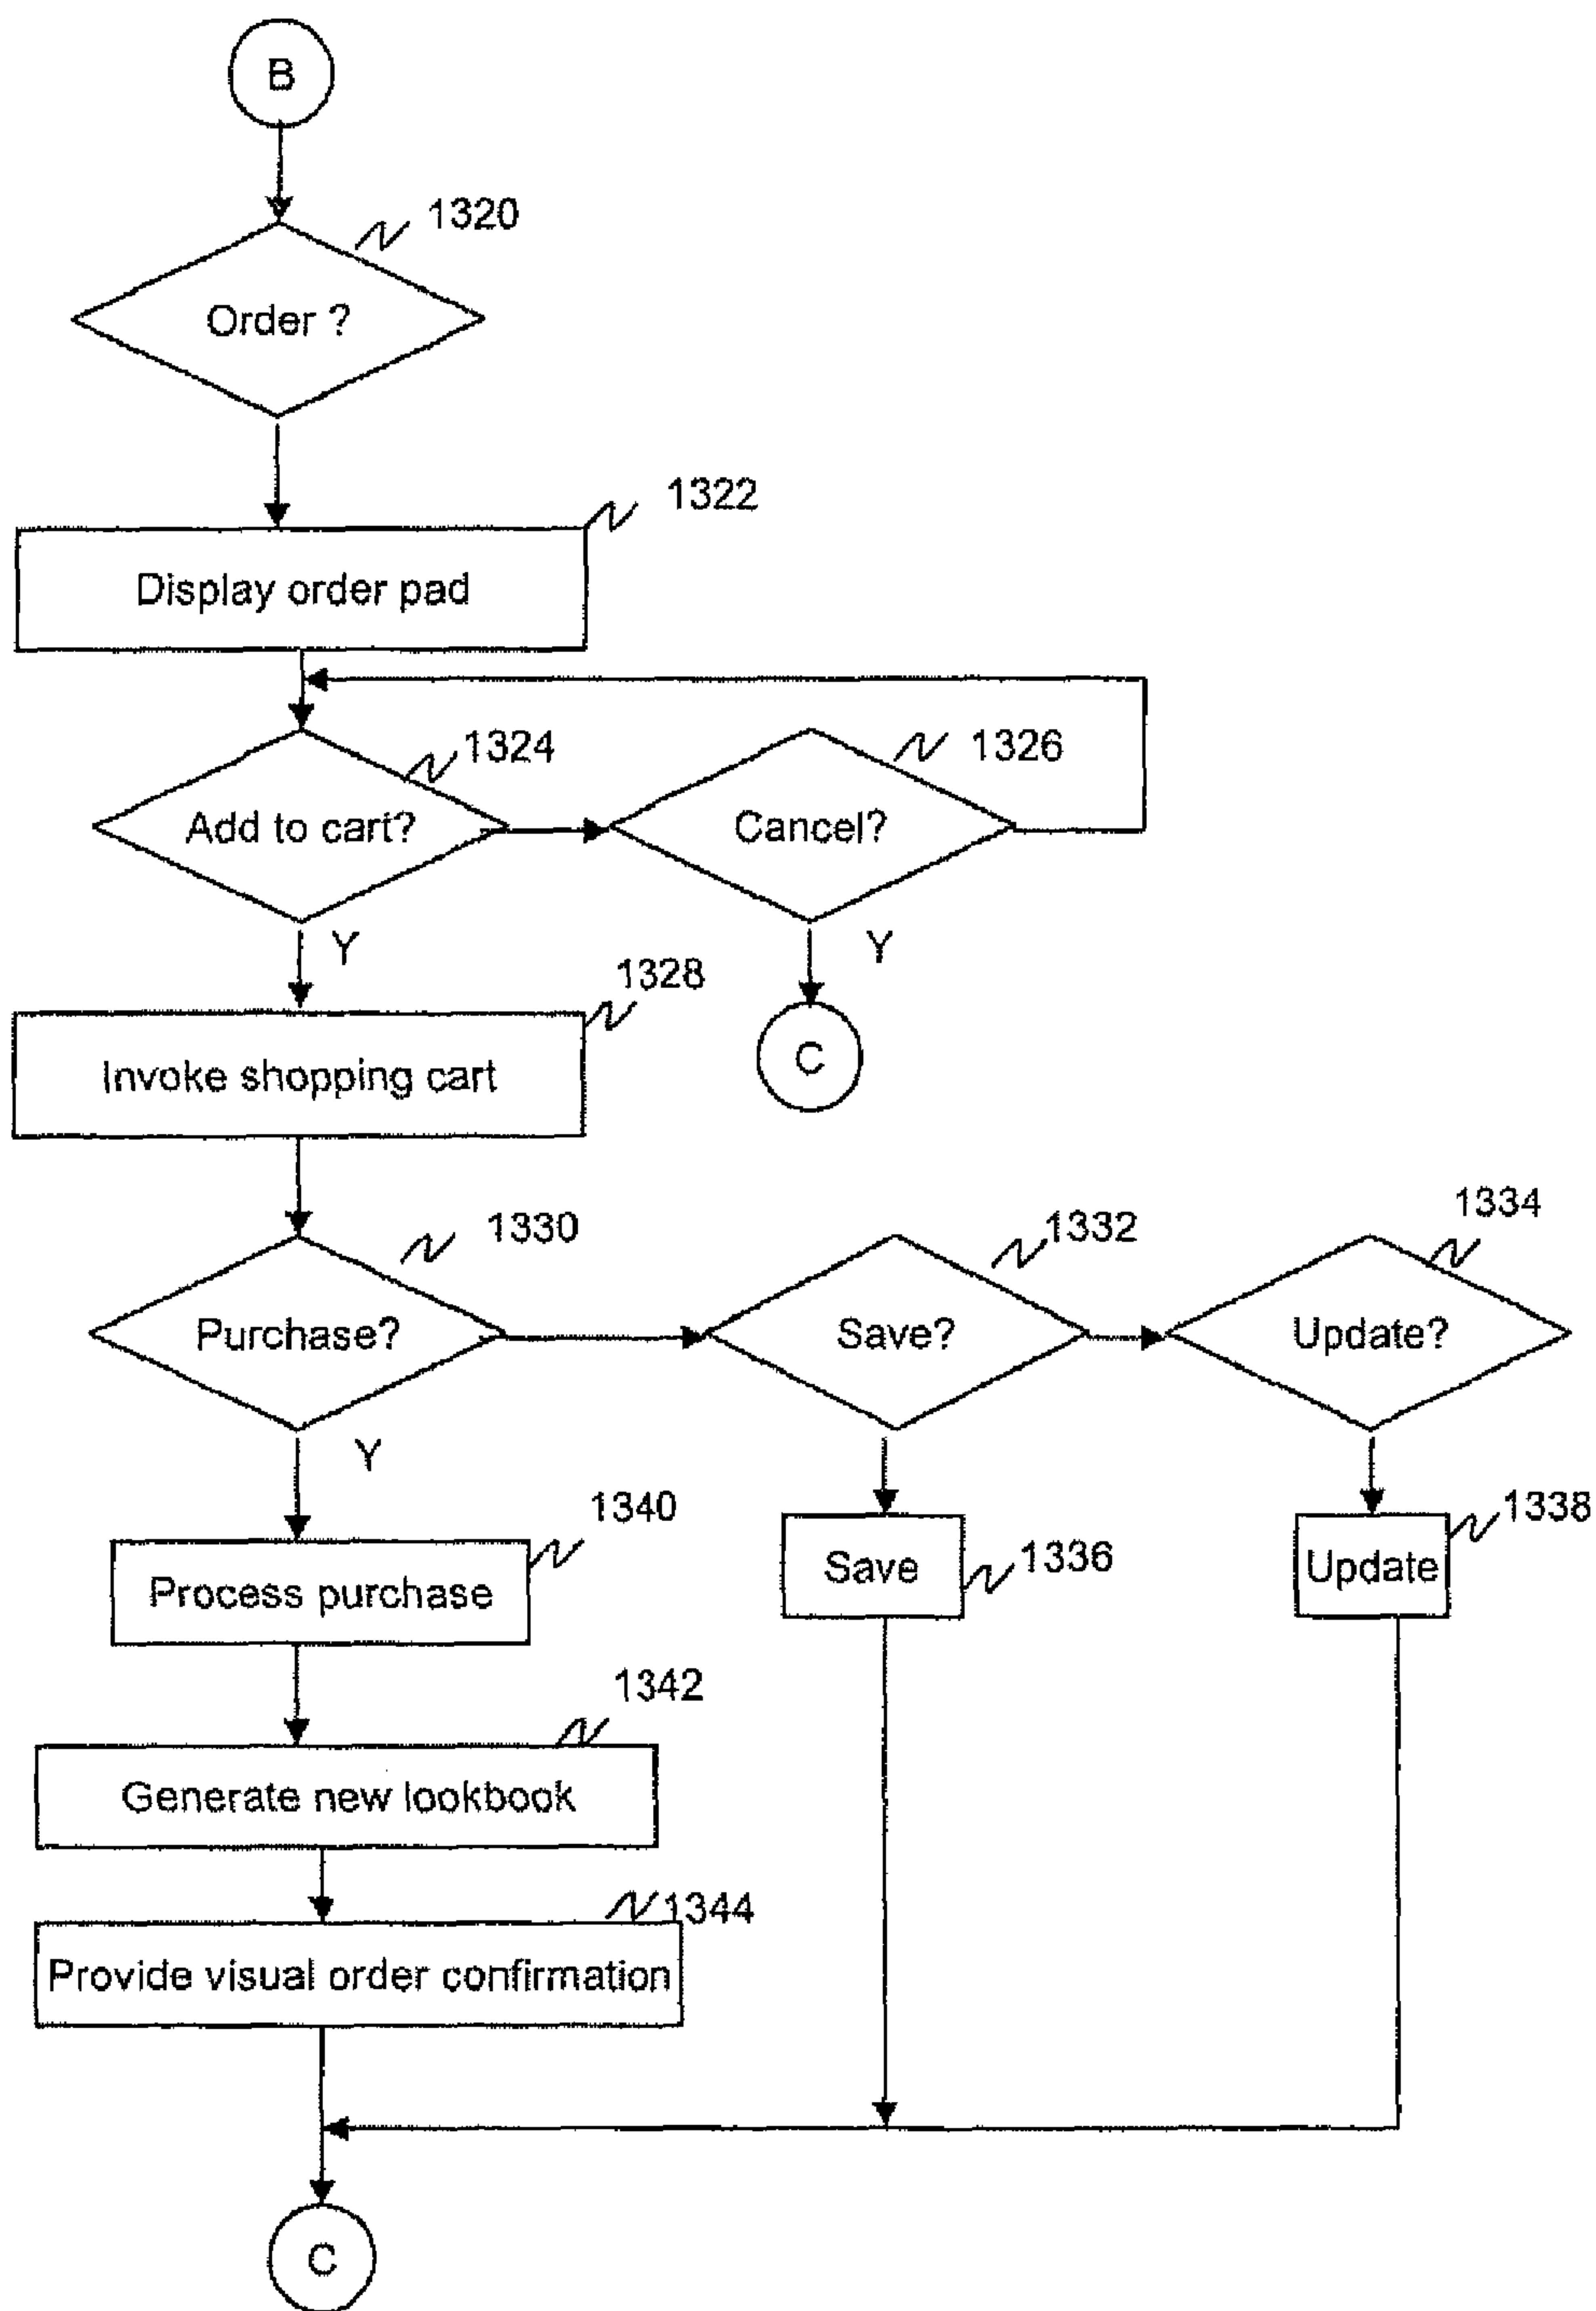 B
1320
Order ?
1322
Display order pad
1324
Add to cart?
1326
Cancel?
Y
Y
1328
Invoke shopping cart
C
1330
Purchase?
1332
Save?
1334
Update?
Y
1340
Process purchase
Save
1336
Update
1338
1342
Generate new lookbook
1344
Provide visual order confirmation
C